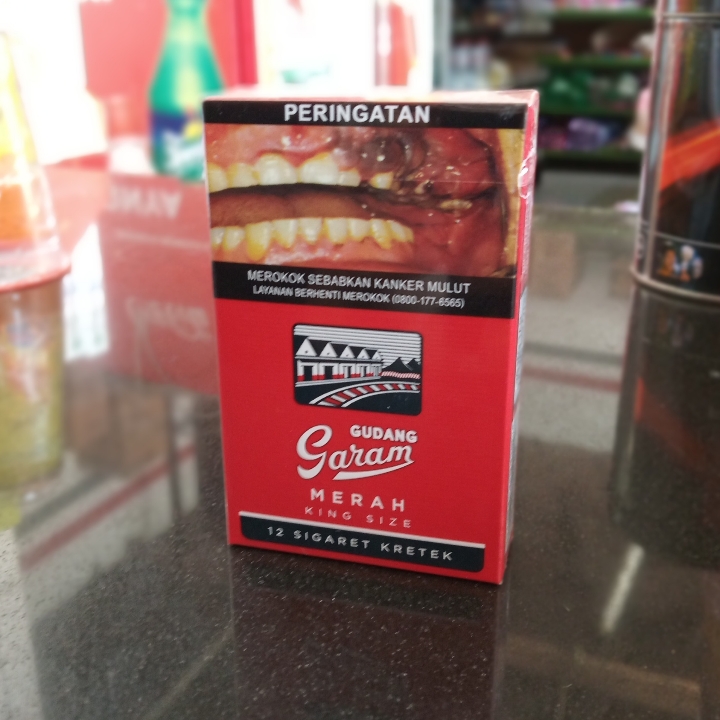 PERINGATAN
MEROKOK SEBABKAN KANKER MULUT
LAYANAN BERHENTI MEROKOK (0800-177-6565)
GUDANG
Garam
MERAH
KING SIZE
12 SIGARET KRETEK